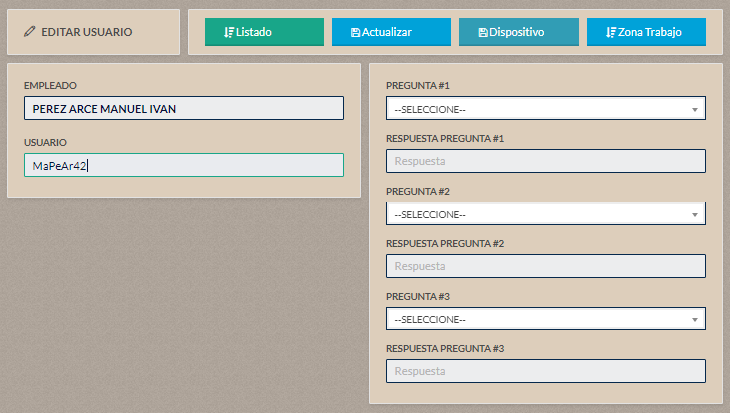 EDITAR USUARIO
Listado
Actualizar
Dispositivo
Zona Trabajo
EMPLEADO
PEREZ ARCE MANUEL IVAN
USUARIO
MaPeAr42
PREGUNTA #1
--SELECCIONE--
RESPUESTA PREGUNTA #1
Respuesta
PREGUNTA #2
--SELECCIONE--
RESPUESTA PREGUNTA #2
Respuesta
PREGUNTA #3
--SELECCIONE--
RESPUESTA PREGUNTA #3
Respuesta